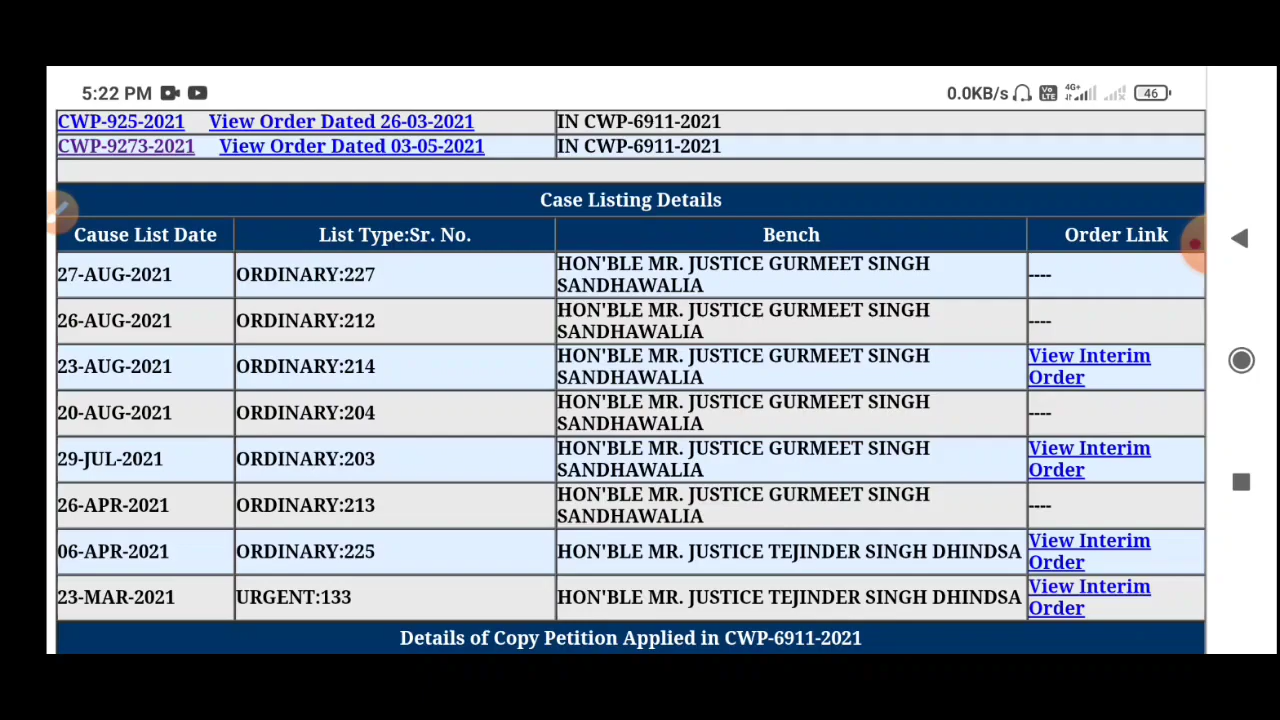 5:22 PM 0.0KB/s Vo LTE 4G+ 46
CWP-925-2021 View Order Dated 26-03-2021 IN CWP-6911-2021
CWP-9273-2021 View Order Dated 03-05-2021 IN CWP-6911-2021
Case Listing Details
Cause List Date List Type:Sr. No. Bench Order Link
27-AUG-2021 ORDINARY:227 HON'BLE MR. JUSTICE GURMEET SINGH ----
SANDHAWALIA
26-AUG-2021 ORDINARY:212 HON'BLE MR. JUSTICE GURMEET SINGH ----
SANDHAWALIA
23-AUG-2021 ORDINARY:214 HON'BLE MR. JUSTICE GURMEET SINGH View Interim
SANDHAWALIA Order
20-AUG-2021 ORDINARY:204 HON'BLE MR. JUSTICE GURMEET SINGH ----
SANDHAWALIA
29-JUL-2021 ORDINARY:203 HON'BLE MR. JUSTICE GURMEET SINGH View Interim
SANDHAWALIA Order
26-APR-2021 ORDINARY:213 HON'BLE MR. JUSTICE GURMEET SINGH ----
SANDHAWALIA
06-APR-2021 ORDINARY:225 HON'BLE MR. JUSTICE TEJINDER SINGH DHINDSA View Interim
Order
23-MAR-2021 URGENT:133 HON'BLE MR. JUSTICE TEJINDER SINGH DHINDSA View Interim
Order
Details of Copy Petition Applied in CWP-6911-2021